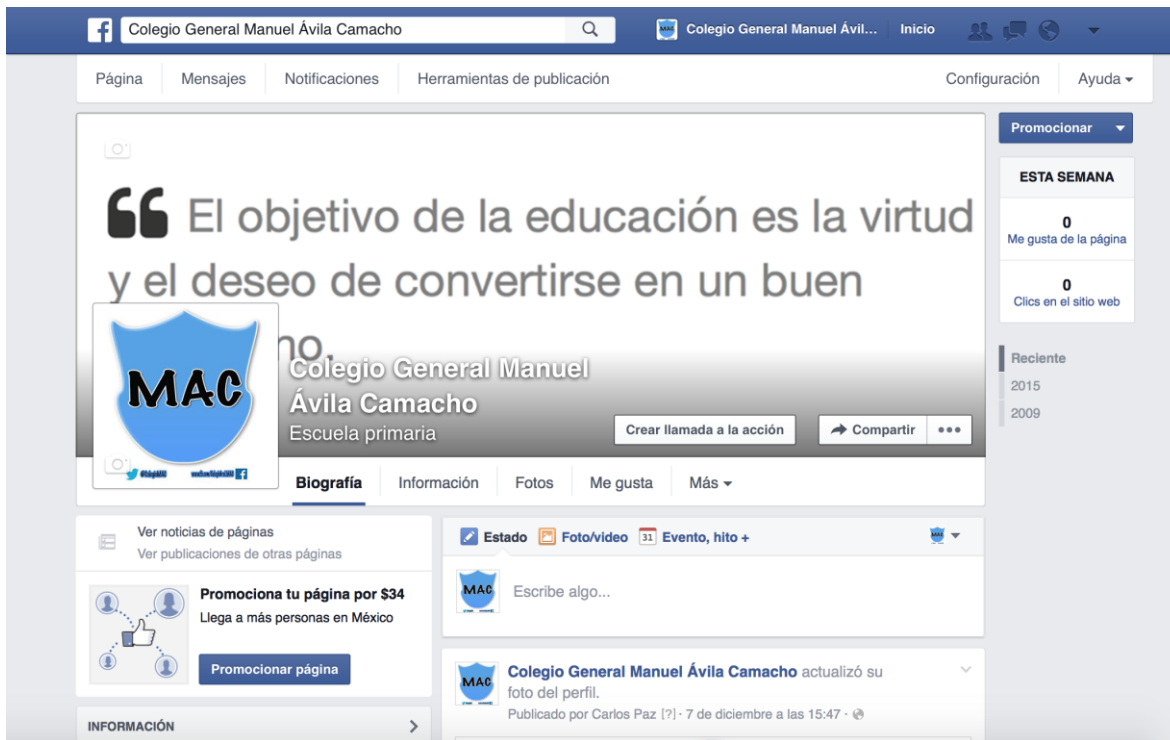 Colegio General Manuel Ávila Camacho
Colegio General Manuel Ávil... Inicio
Página Mensajes Notificaciones Herramientas de publicación Configuración Ayuda
Promocionar
ESTA SEMANA
0
Me gusta de la página
0
Clics en el sitio web
Reciente
2015
2009
“ El objetivo de la educación es la virtud
y el deseo de convertirse en un buen
no.
MAC
Colegio General Manuel
Ávila Camacho
Escuela primaria
Crear llamada a la acción Compartir •••
Biografía Información Fotos Me gusta Más
Ver noticias de páginas
Ver publicaciones de otras páginas
Promociona tu página por $34
Llega a más personas en México
Promocionar página
INFORMACIÓN
Estado Foto/video 31 Evento, hito +
MAC
Escribe algo...
MAC
Colegio General Manuel Ávila Camacho actualizó su
foto del perfil.
Publicado por Carlos Paz [?] · 7 de diciembre a las 15:47 ·